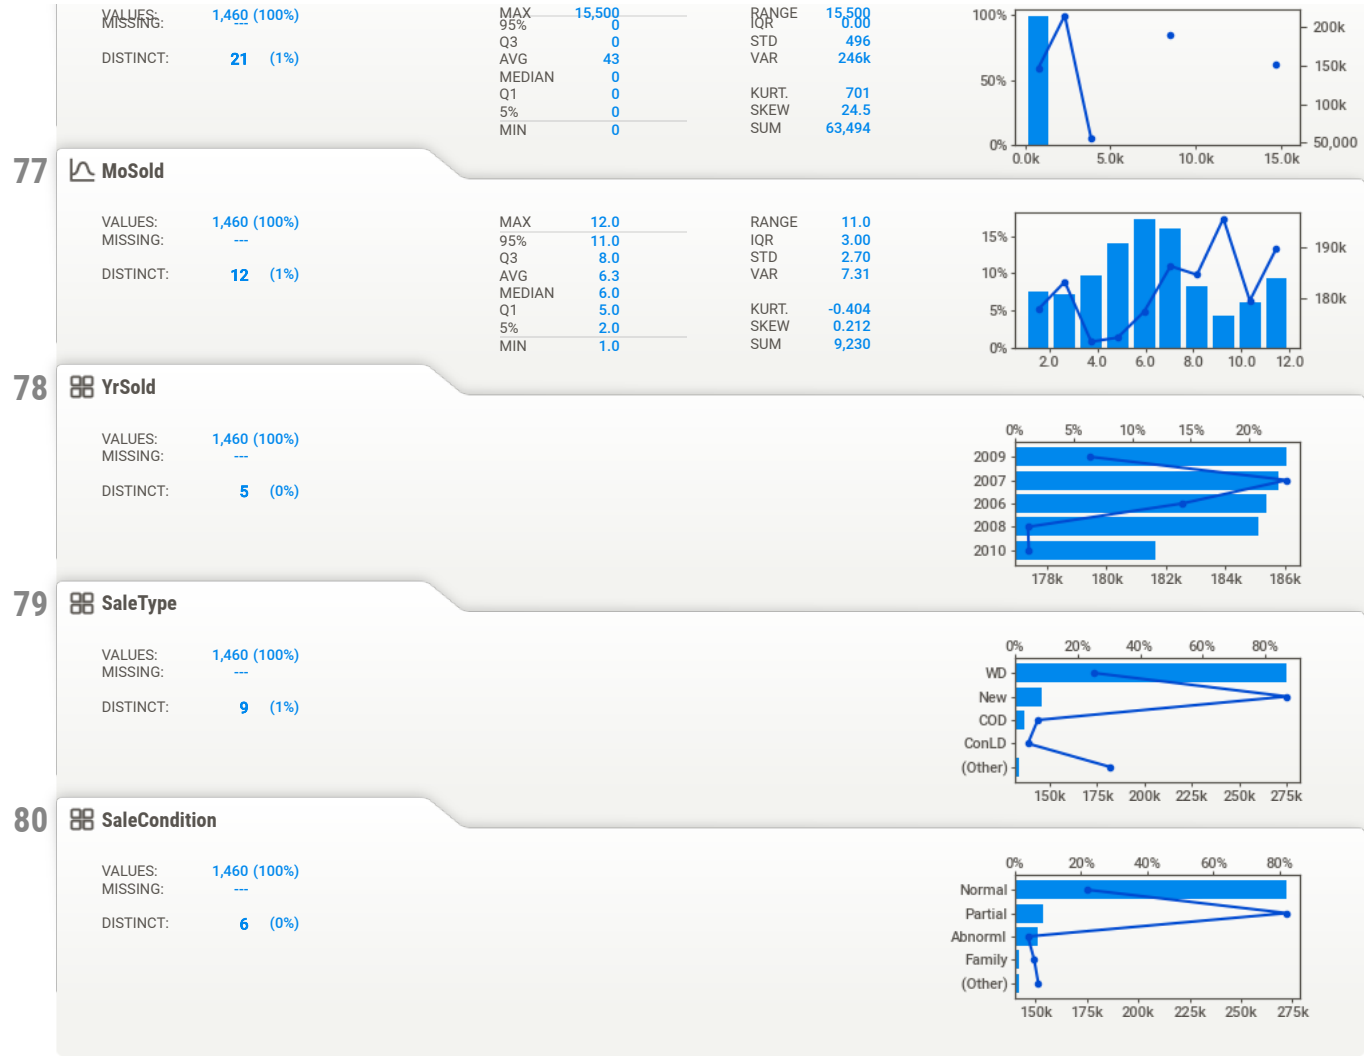 VALUES: 1,460 (100%)
MISSING: ---
DISTINCT: 21 (1%)
MAX 15,500
95% 0
Q3 0
AVG 43
MEDIAN 0
Q1 0
5% 0
MIN 0
RANGE 15,500
IQR 0.00
STD 496
VAR 246k
KURT. 701
SKEW 24.5
SUM 63,494
100%
50%
0%
200k
150k
100k
50,000
0.0k 5.0k 10.0k 15.0k
77 MoSold
VALUES: 1,460 (100%)
MISSING: ---
DISTINCT: 12 (1%)
MAX 12.0
95% 11.0
Q3 8.0
AVG 6.3
MEDIAN 6.0
Q1 5.0
5% 2.0
MIN 1.0
RANGE 11.0
IQR 3.00
STD 2.70
VAR 7.31
KURT. -0.404
SKEW 0.212
SUM 9,230
15%
10%
5%
0%
190k
180k
2.0 4.0 6.0 8.0 10.0 12.0
78 YrSold
VALUES: 1,460 (100%)
MISSING: ---
DISTINCT: 5 (0%)
0% 5% 10% 15% 20%
2009
2007
2006
2008
2010
178k 180k 182k 184k 186k
79 SaleType
VALUES: 1,460 (100%)
MISSING: ---
DISTINCT: 9 (1%)
0% 20% 40% 60% 80%
WD
New
COD
ConLD
(Other)
150k 175k 200k 225k 250k 275k
80 SaleCondition
VALUES: 1,460 (100%)
MISSING: ---
DISTINCT: 6 (0%)
0% 20% 40% 60% 80%
Normal
Partial
Abnorml
Family
(Other)
150k 175k 200k 225k 250k 275k